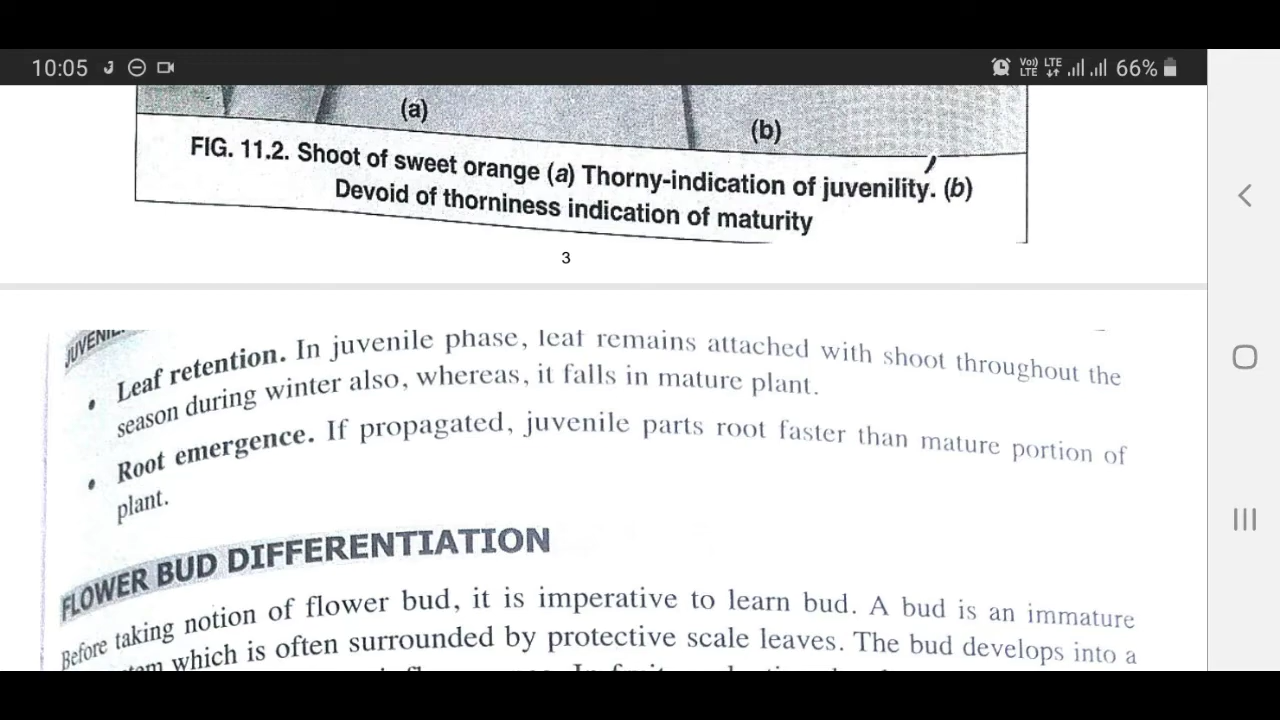 10:05
Vo)) LTE LTE 66%
(a)
(b)
FIG. 11.2. Shoot of sweet orange (a) Thorny-indication of juvenility. (b)
Devoid of thorniness indication of maturity
3
• Leaf retention. In juvenile phase, leaf remains attached with shoot throughout the
season during winter also, whereas, it falls in mature plant.
• Root emergence. If propagated, juvenile parts root faster than mature portion of
plant.
FLOWER BUD DIFFERENTIATION
Before taking notion of flower bud, it is imperative to learn bud. A bud is an immature
which is often surrounded by protective scale leaves. The bud develops into a